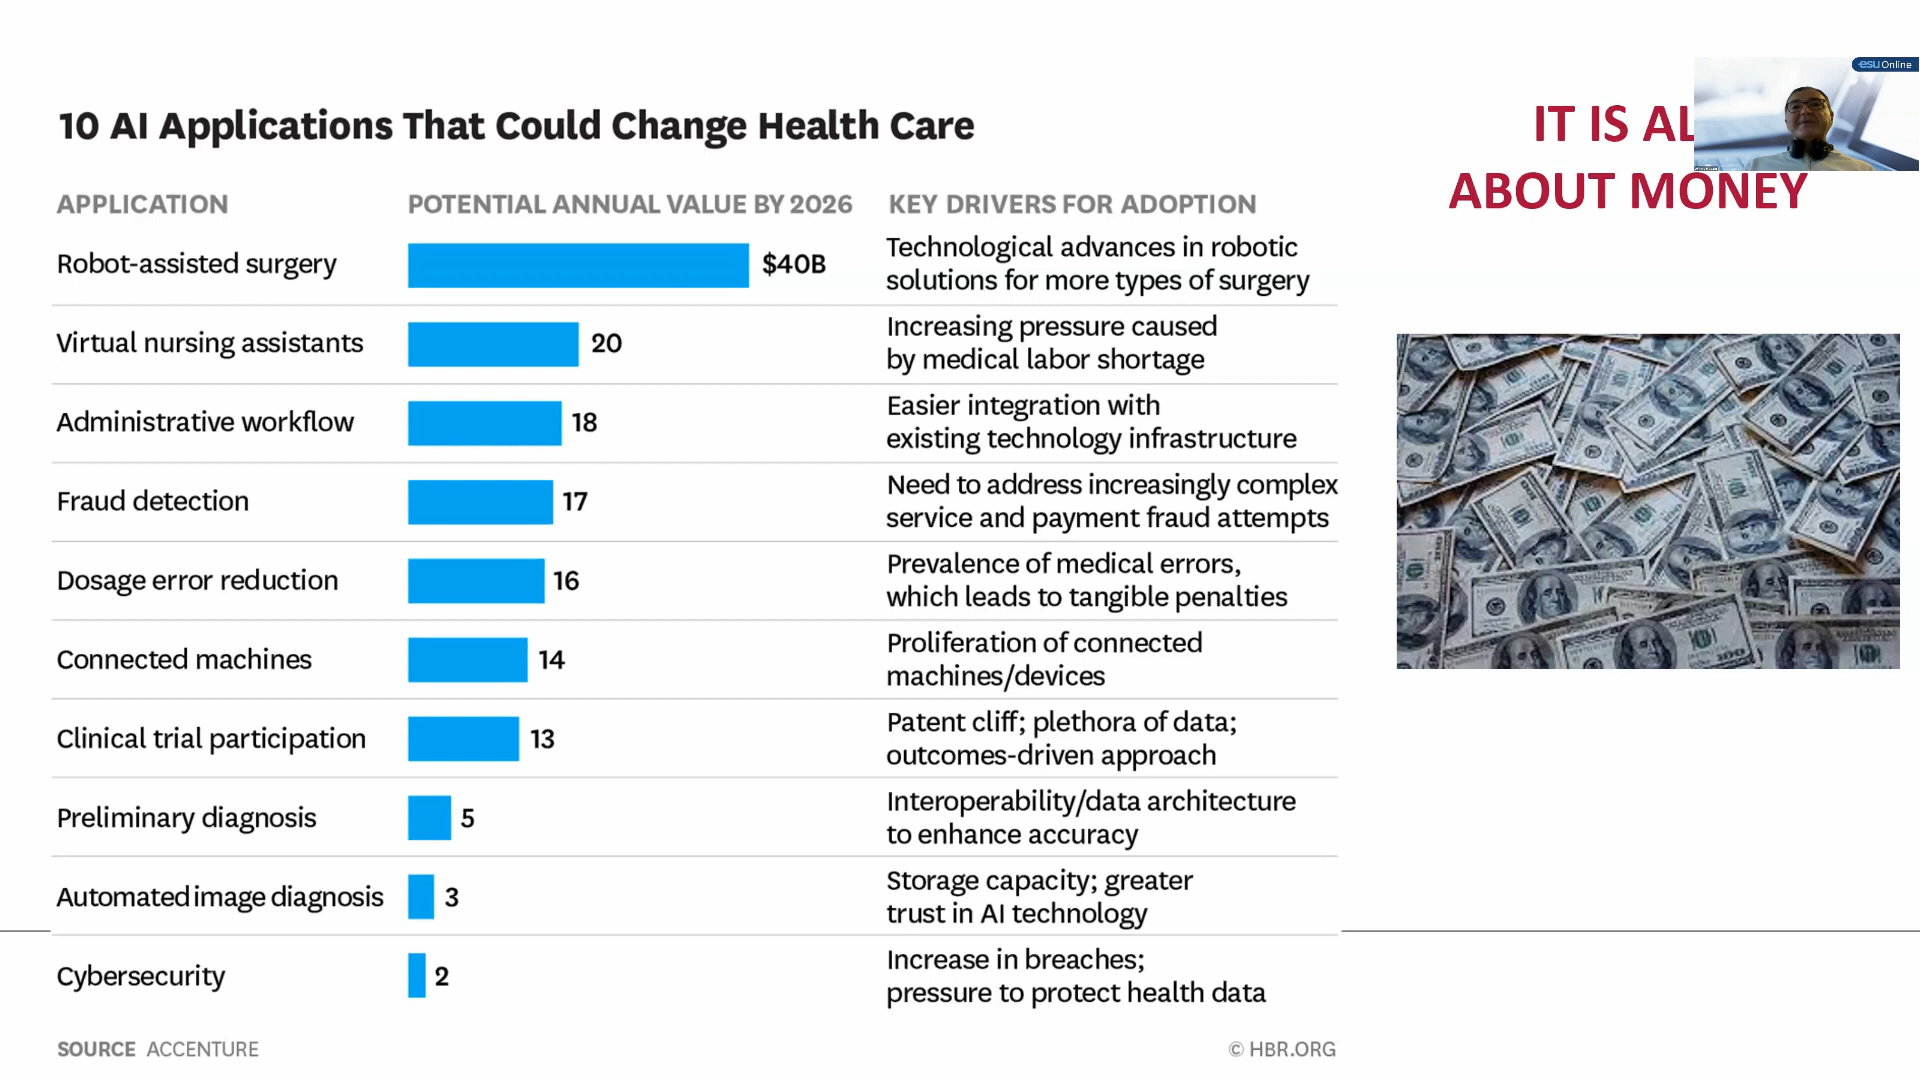 10 AI Applications That Could Change Health Care
APPLICATION POTENTIAL ANNUAL VALUE BY 2026 KEY DRIVERS FOR ADOPTION
Robot-assisted surgery $40B Technological advances in robotic
solutions for more types of surgery
Virtual nursing assistants 20 Increasing pressure caused
by medical labor shortage
Administrative workflow 18 Easier integration with
existing technology infrastructure
Fraud detection 17 Need to address increasingly complex
service and payment fraud attempts
Dosage error reduction 16 Prevalence of medical errors,
which leads to tangible penalties
Connected machines 14 Proliferation of connected
machines/devices
Clinical trial participation 13 Patent cliff; plethora of data;
outcomes-driven approach
Preliminary diagnosis 5 Interoperability/data architecture
to enhance accuracy
Automated image diagnosis 3 Storage capacity; greater
trust in AI technology
Cybersecurity 2 Increase in breaches;
pressure to protect health data
SOURCE ACCENTURE © HBR.ORG
IT IS AL
ABOUT MONEY
esu Online